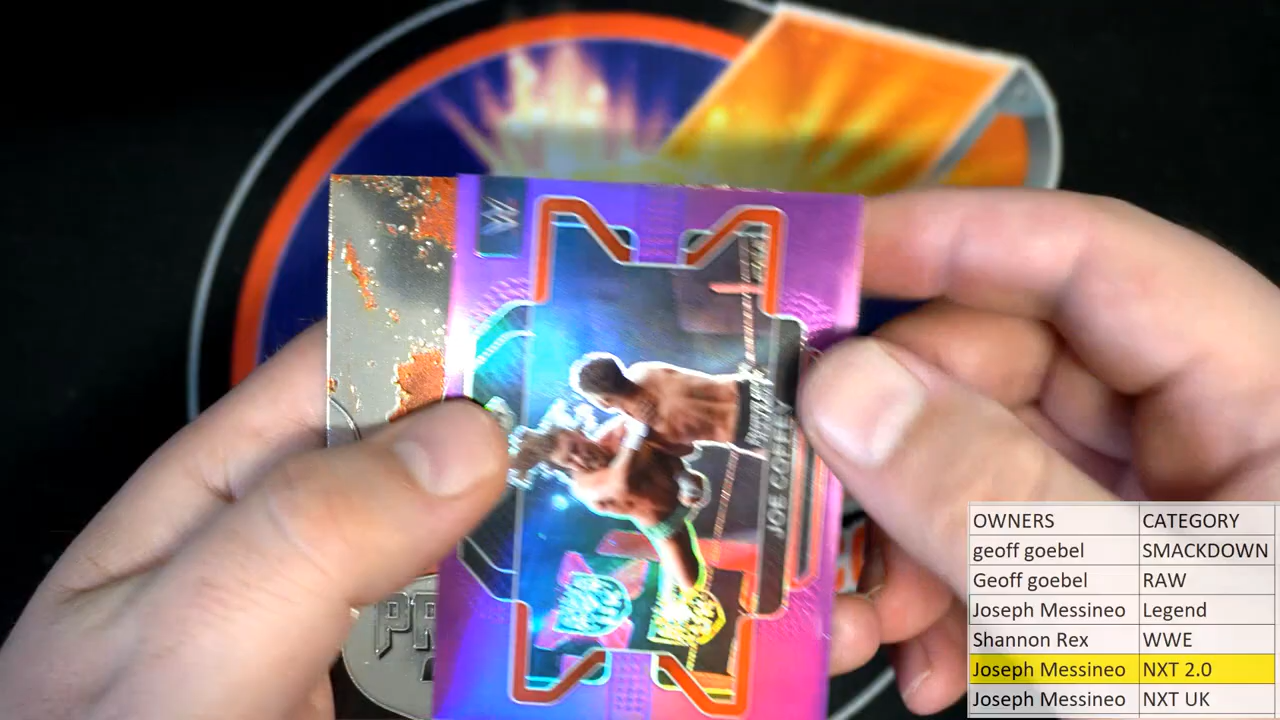 W
JOE COFFEY
PR
OWNERS CATEGORY
geoff goebel SMACKDOWN
Geoff goebel RAW
Joseph Messineo Legend
Shannon Rex WWE
Joseph Messineo NXT 2.0
Joseph Messineo NXT UK